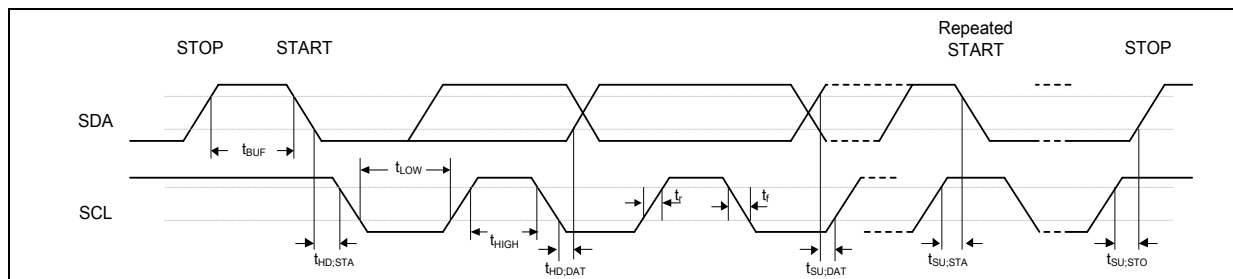 STOP
START
Repeated
START
STOP
SDA
tBUF
tLOW
SCL
tr
tf
tHIGH
tHD;STA
tHD;DAT
tSU;DAT
tSU;STA
tSU;STO